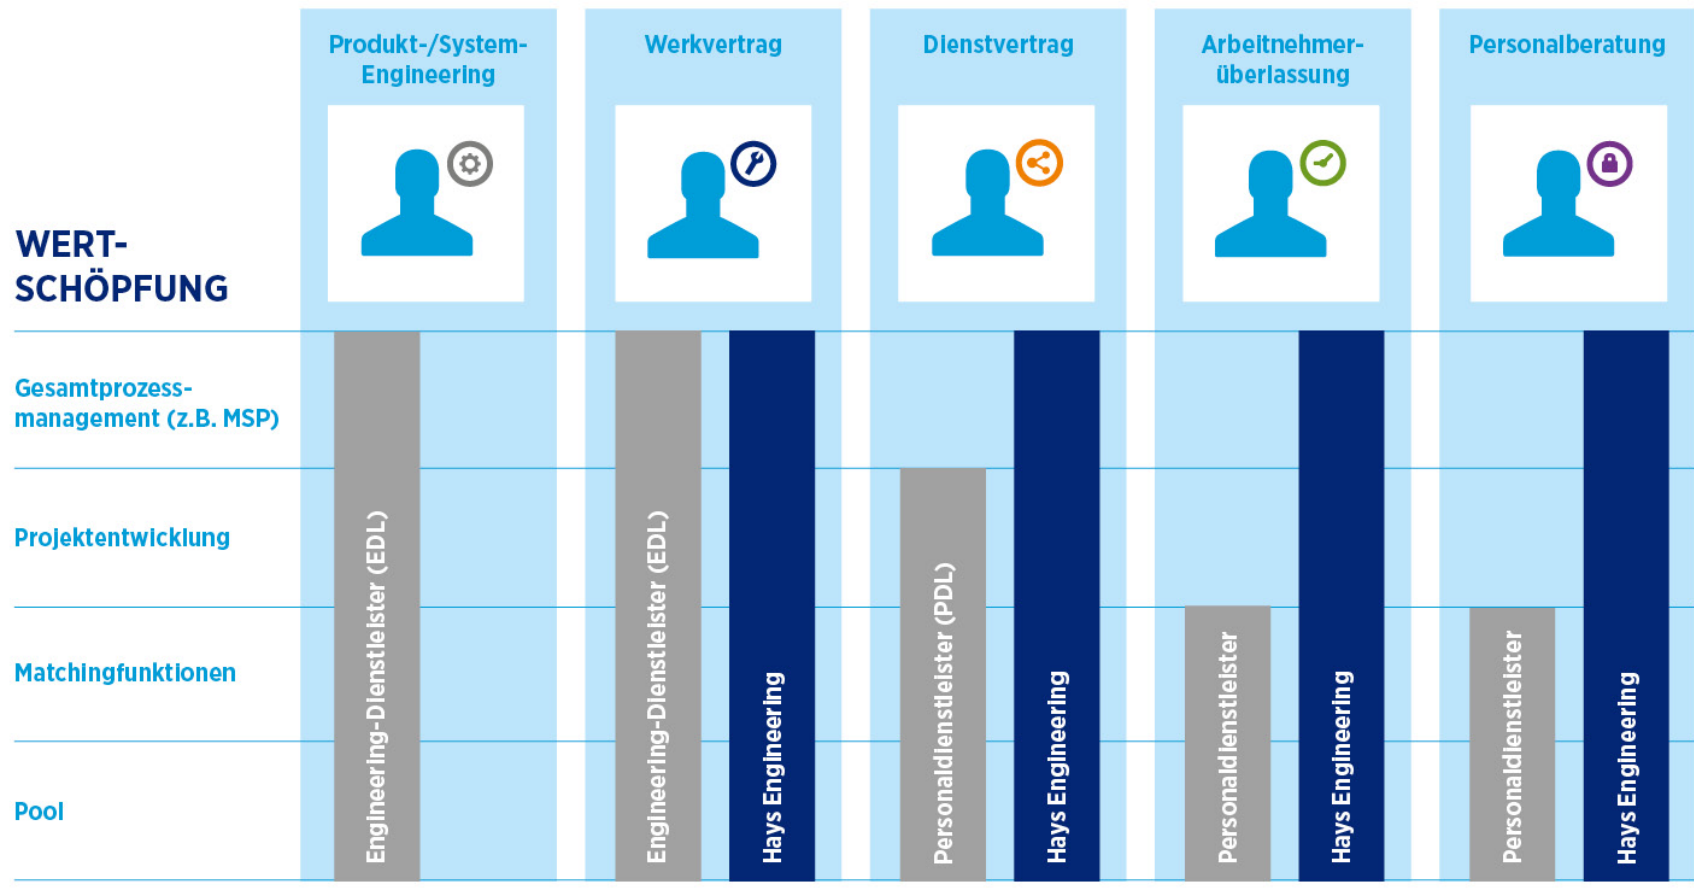 Produkt-/System-
Engineering
Werkvertrag
Dienstvertrag
Arbeitnehmer-
überlassung
Personalberatung
WERT-
SCHÖPFUNG
Gesamtprozess-
management (z.B. MSP)
Projektentwicklung
Matchingfunktionen
Pool
Engineering-Dienstleister (EDL)
Engineering-Dienstleister (EDL)
Hays Engineering
Personaldienstleister (PDL)
Hays Engineering
Personaldienstleister
Hays Engineering
Personaldienstleister
Hays Engineering